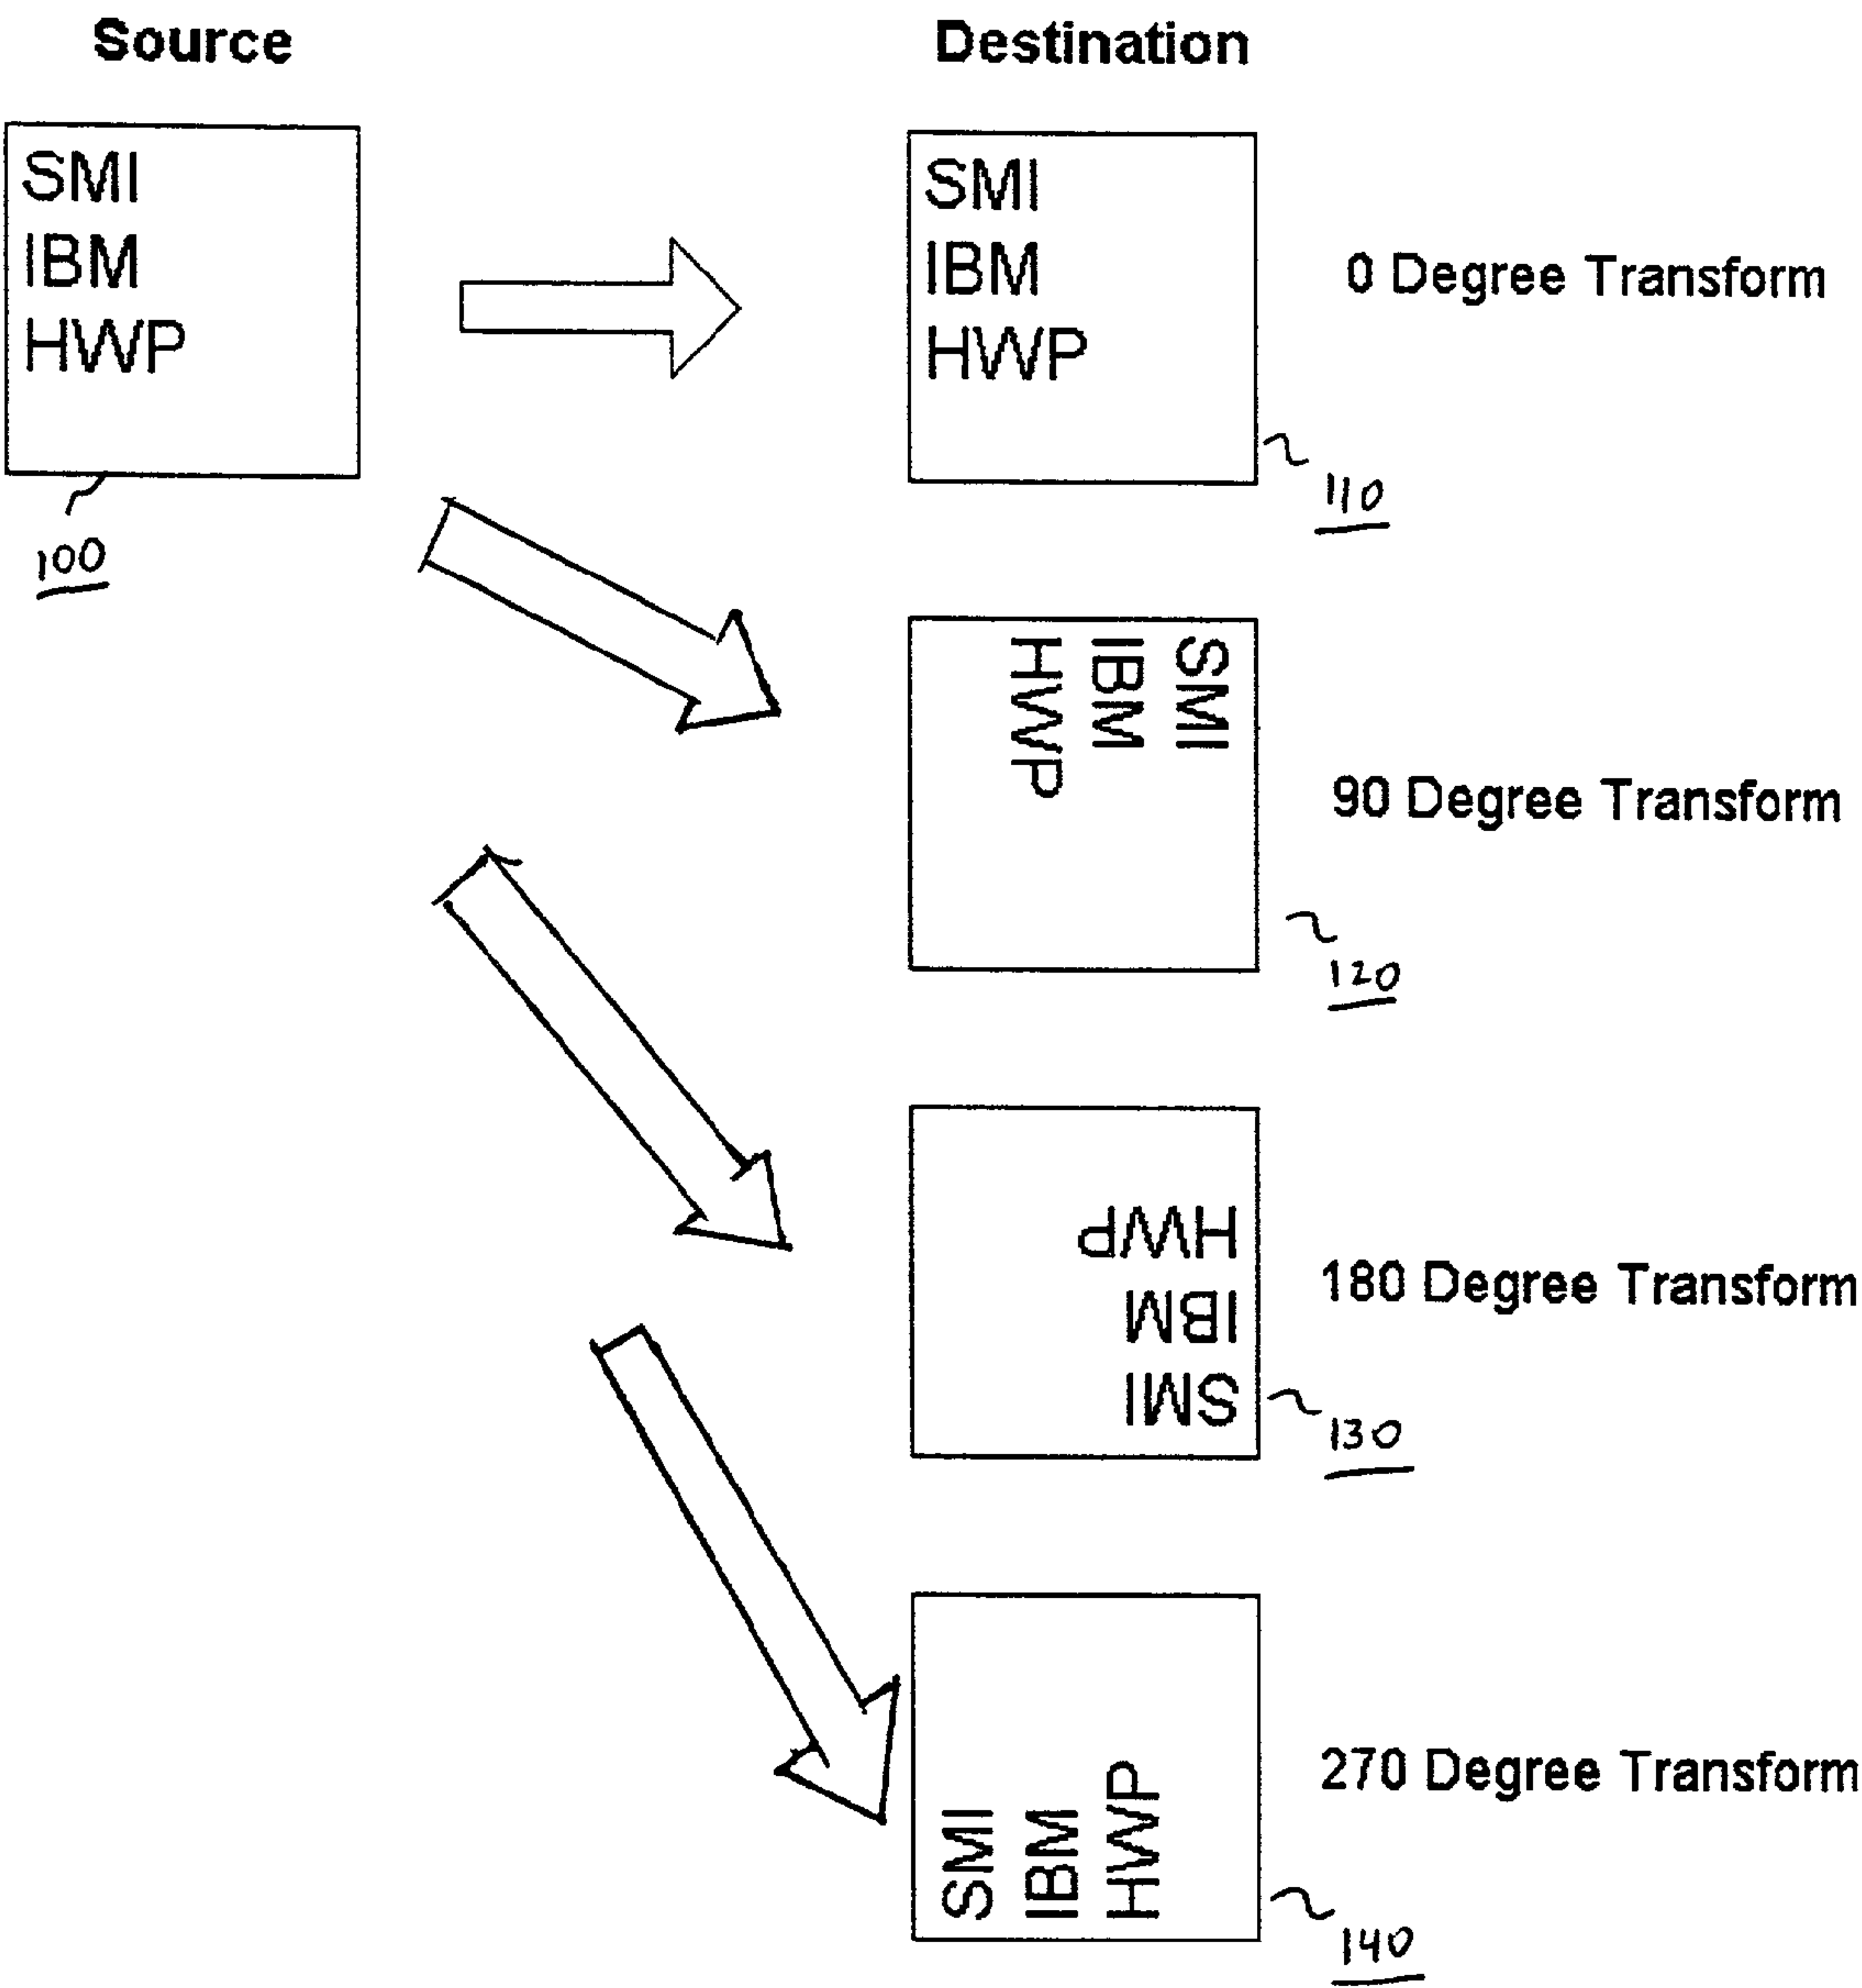 Source
Destination
SMI
IBM
HWP
100
SMI
IBM
HWP
0 Degree Transform
110
SMI
IBM
HWP
90 Degree Transform
120
HWP
IBM
SMI
180 Degree Transform
130
SMI
IBM
HWP
270 Degree Transform
140